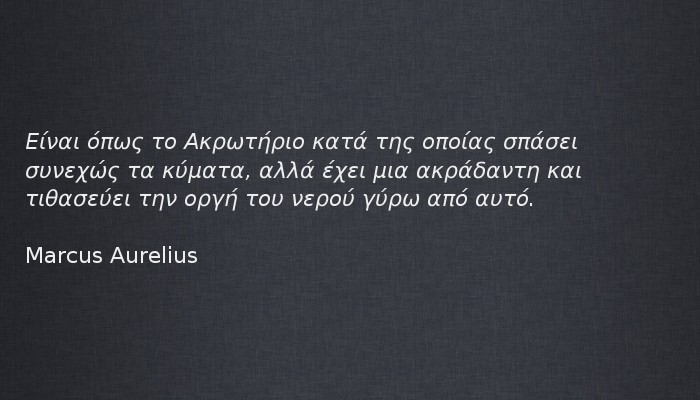 Είναι όπως το Ακρωτήριο κατά της οποίας σπάσει
συνεχώς τα κύματα, αλλά έχει μια ακράδαντη και
τιθασεύει την οργή του νερού γύρω από αυτό.
Marcus Aurelius